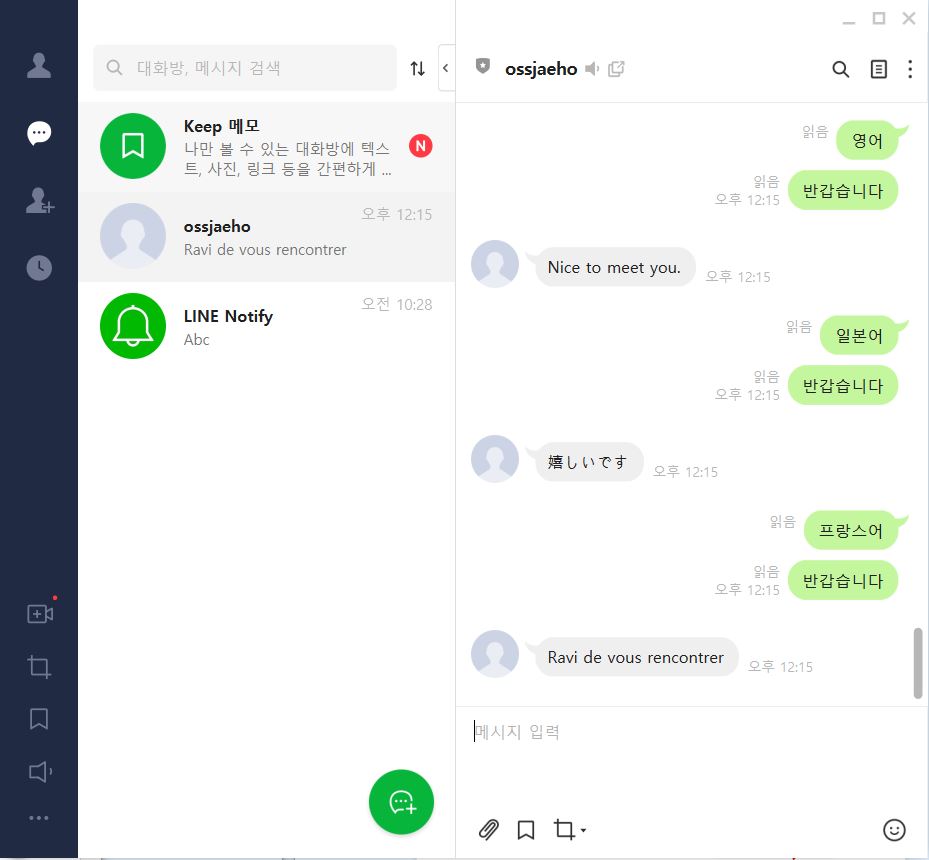 대화방, 메시지 검색
Keep 메모
나만 볼 수 있는 대화방에 텍스
트, 사진, 링크 등을 간편하게 ...
N
ossjaeho
오후 12:15
Ravi de vous rencontrer
LINE Notify
오전 10:28
Abc
ossjaeho
읽음 영어
읽음
오후 12:15 반갑습니다
Nice to meet you. 오후 12:15
읽음 일본어
읽음
오후 12:15 반갑습니다
嬉しいです 오후 12:15
읽음 프랑스어
읽음
오후 12:15 반갑습니다
Ravi de vous rencontrer 오후 12:15
메시지 입력